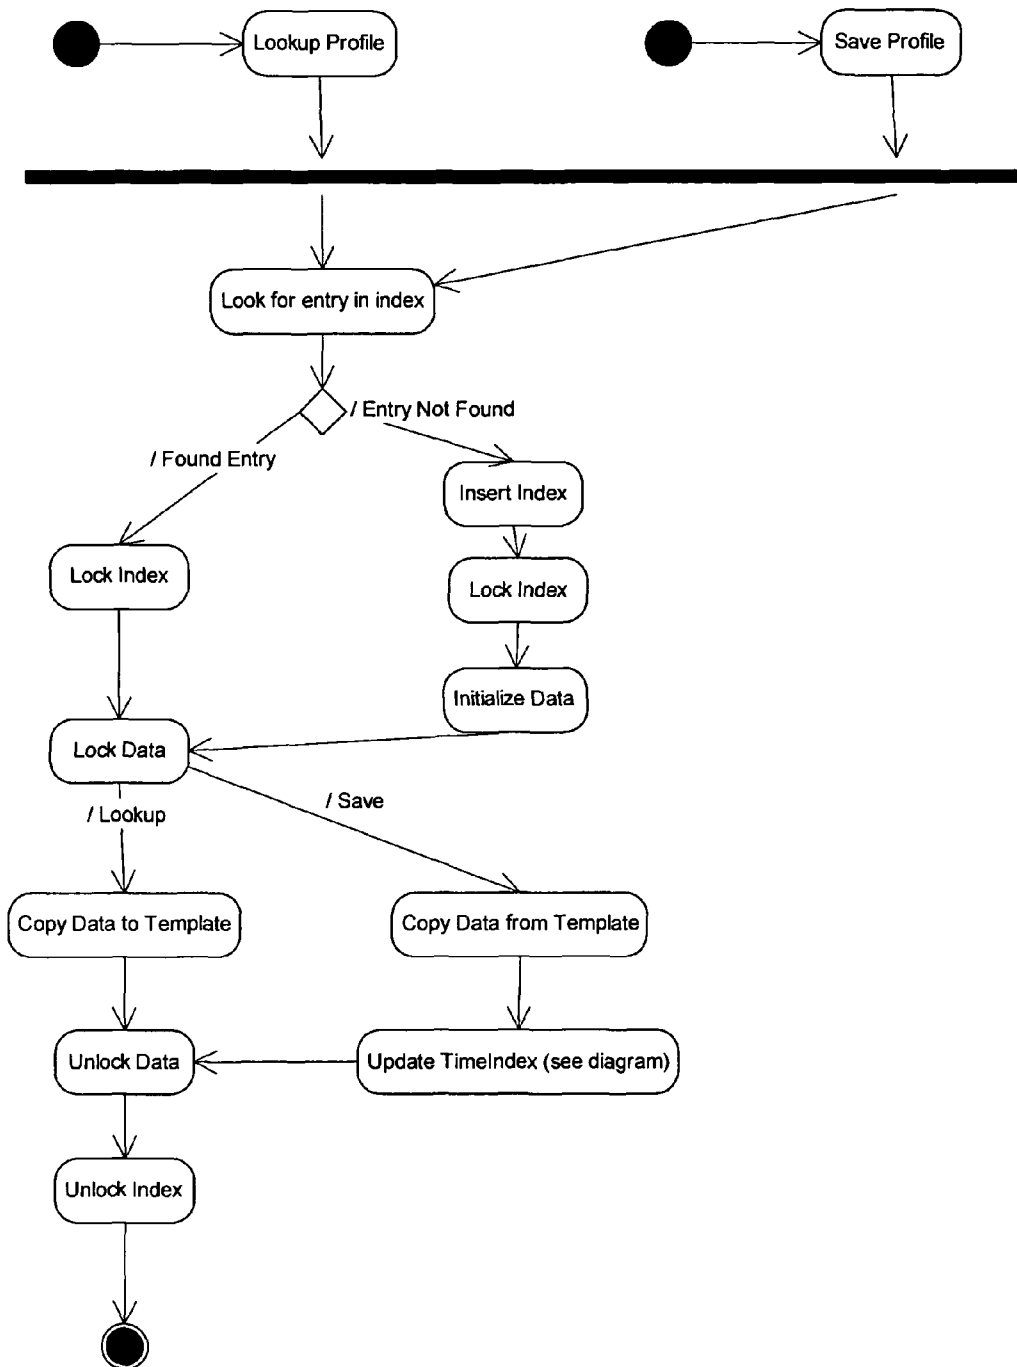 Lookup Profile
Save Profile
Look for entry in index
/ Entry Not Found
/ Found Entry
Insert Index
Lock Index
Lock Index
Initialize Data
Lock Data
/ Save
/ Lookup
Copy Data to Template
Copy Data from Template
Unlock Data
Update TimeIndex (see diagram)
Unlock Index